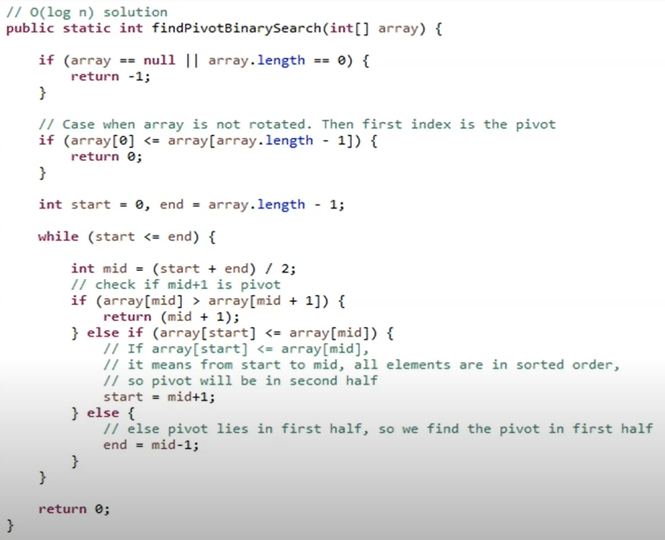 // O(log n) solution
public static int findPivotBinarySearch(int[] array) {
if (array == null || array.length == 0) {
return -1;
}
// Case when array is not rotated. Then first index is the pivot
if (array[0] <= array[array.length - 1]) {
return 0;
}
int start = 0, end = array.length - 1;
while (start <= end) {
int mid = (start + end) / 2;
// check if mid+1 is pivot
if (array[mid] > array[mid + 1]) {
return (mid + 1);
} else if (array[start] <= array[mid]) {
// If array[start] <= array[mid],
// it means from start to mid, all elements are in sorted order,
// so pivot will be in second half
start = mid+1;
} else {
// else pivot lies in first half, so we find the pivot in first half
end = mid-1;
}
}
return 0;
}